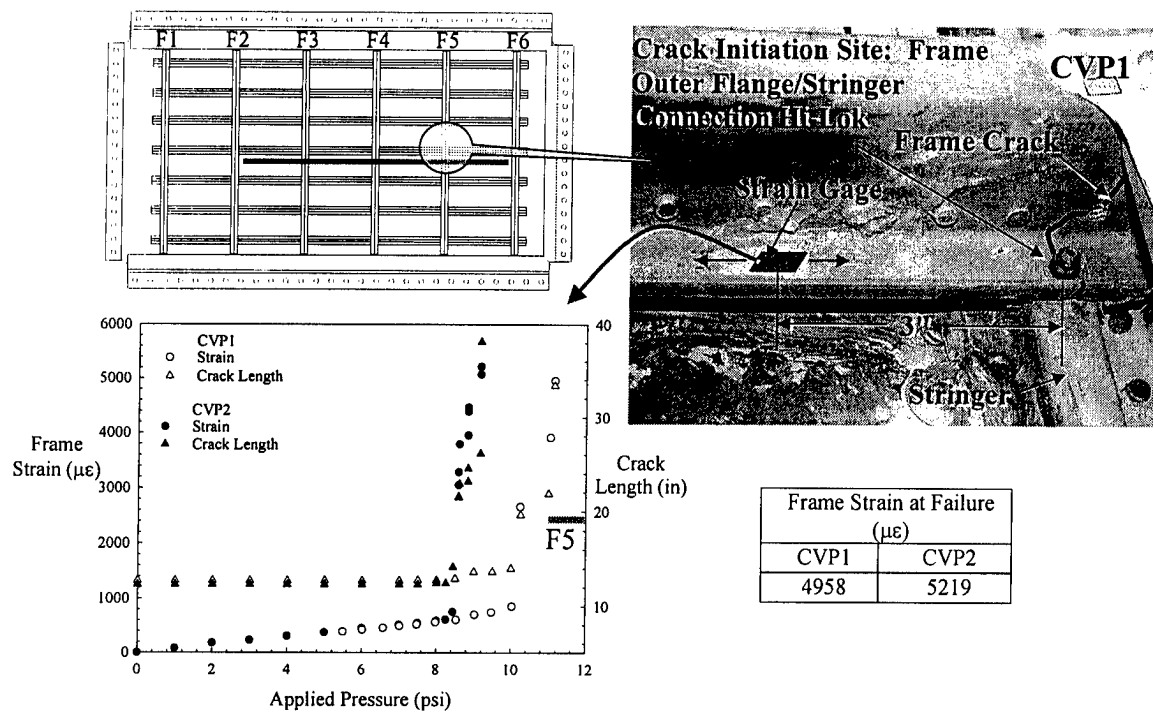 F1 F2 F3 F4 F5 F6
Crack Initiation Site: Frame
Outer Flange/Stringer
Connection Hi-Lok
CVP1
Frame Crack
Strain Gage
3"
Stringer
6000
5000
4000
3000
2000
1000
0
Frame
Strain (με)
CVP1
Strain
Crack Length
CVP2
Strain
Crack Length
40
30
20
10
Crack
Length (in)
F5
0 2 4 6 8 10 12
Applied Pressure (psi)
Frame Strain at Failure
(με)
CVP1 CVP2
4958 5219